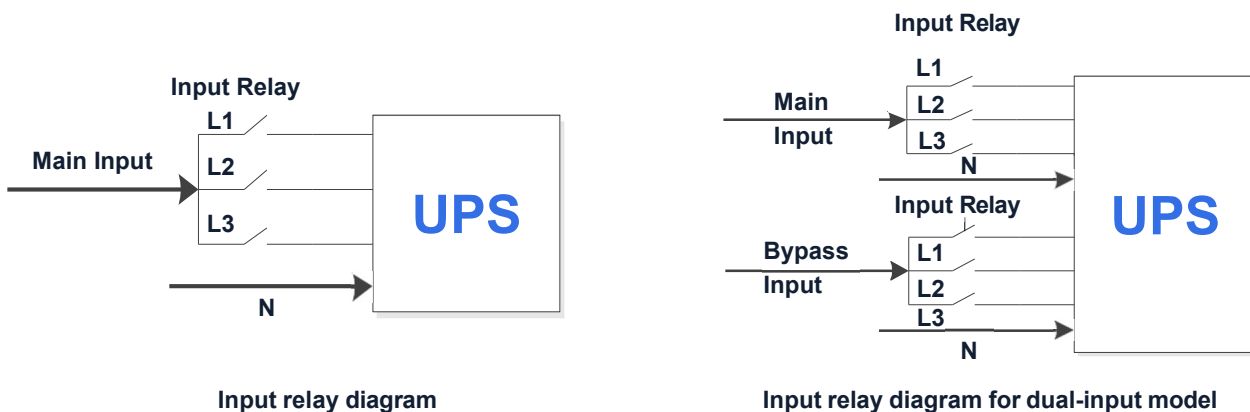 Input Relay
L1
Main Input
L2
L3
N
UPS
Input relay diagram
Input Relay
L1
Main
L2
Input
L3
N
Input Relay
Bypass
L1
Input
L2
L3
N
UPS
Input relay diagram for dual-input model